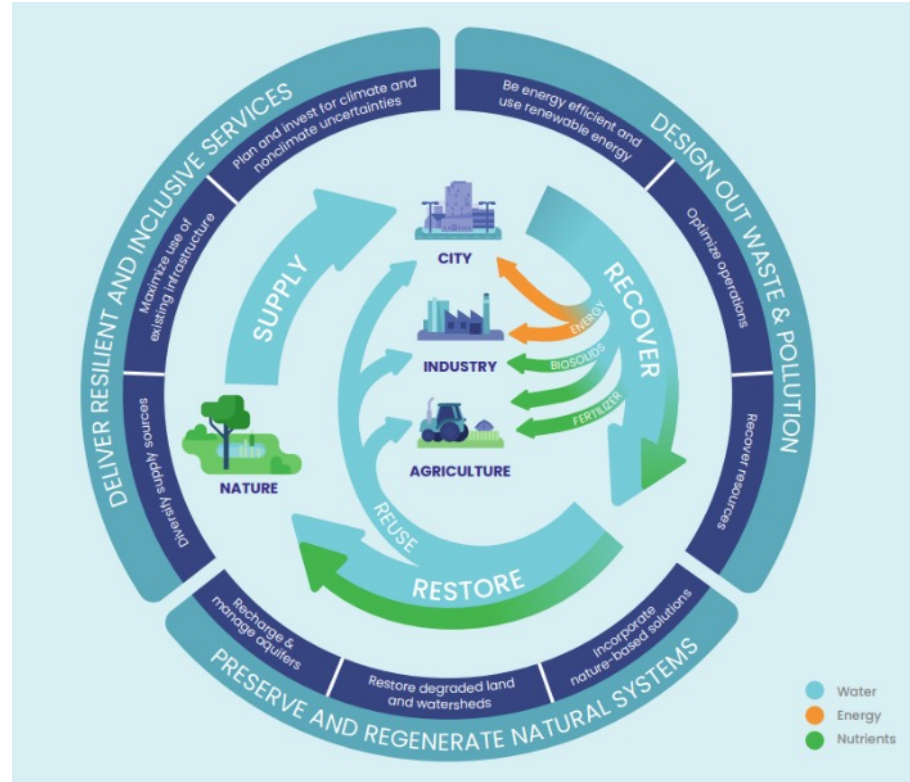 DELIVER RESILIENT AND INCLUSIVE SERVICES
Plan and invest for climate and
nonclimate uncertainties
Maximize use of
existing infrastructure
Diversify supply sources
DESIGN OUT WASTE & POLLUTION
Be energy efficient and
use renewable energy
Optimize operations
Recover resources
PRESERVE AND REGENERATE NATURAL SYSTEMS
Incorporate
nature-based solutions
Restore degraded land
and watersheds
Recharge &
manage aquifers
SUPPLY
CITY
RECOVER
ENERGY
INDUSTRY
BIOSOLIDS
FERTILIZER
AGRICULTURE
NATURE
REUSE
RESTORE
Water
Energy
Nutrients